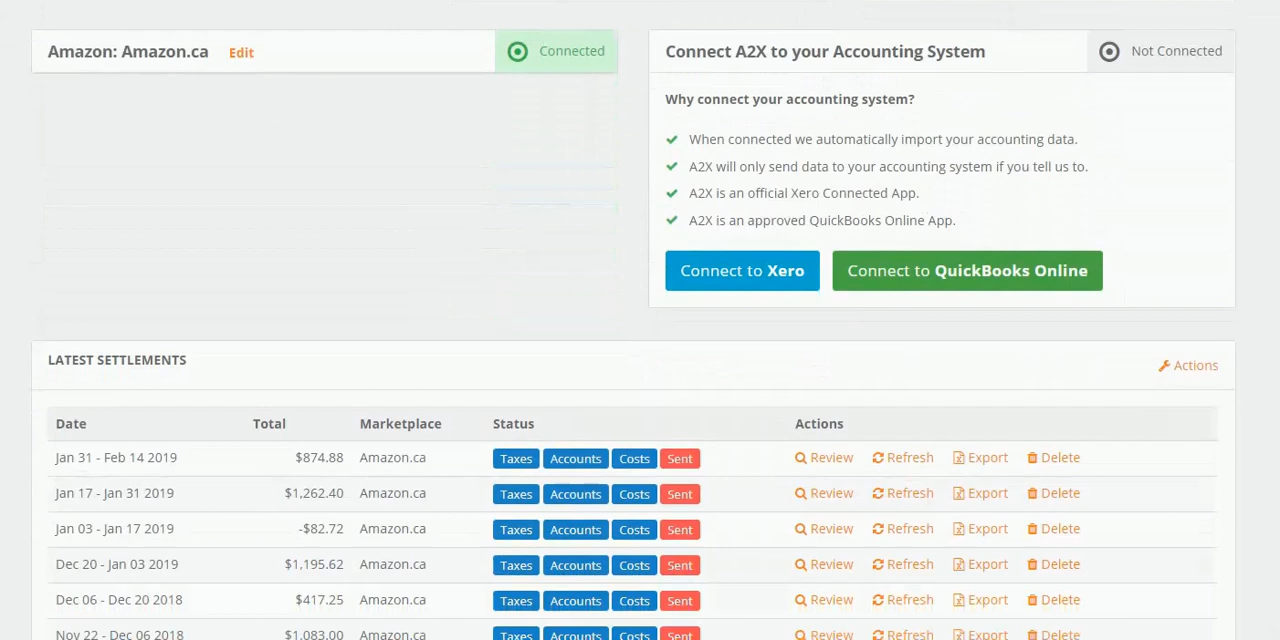 Amazon: Amazon.ca Edit Connected
Connect A2X to your Accounting System Not Connected
Why connect your accounting system?
When connected we automatically import your accounting data.
A2X will only send data to your accounting system if you tell us to.
A2X is an official Xero Connected App.
A2X is an approved QuickBooks Online App.
Connect to Xero Connect to QuickBooks Online
LATEST SETTLEMENTS
Actions
Date Total Marketplace Status Actions
Jan 31 - Feb 14 2019 $874.88 Amazon.ca Taxes Accounts Costs Sent Review Refresh Export Delete
Jan 17 - Jan 31 2019 $1,262.40 Amazon.ca Taxes Accounts Costs Sent Review Refresh Export Delete
Jan 03 - Jan 17 2019 -$82.72 Amazon.ca Taxes Accounts Costs Sent Review Refresh Export Delete
Dec 20 - Jan 03 2019 $1,195.62 Amazon.ca Taxes Accounts Costs Sent Review Refresh Export Delete
Dec 06 - Dec 20 2018 $417.25 Amazon.ca Taxes Accounts Costs Sent Review Refresh Export Delete
Nov 22 - Dec 06 2018 $1,083.00 Amazon.ca Taxes Accounts Costs Sent Review Refresh Export Delete